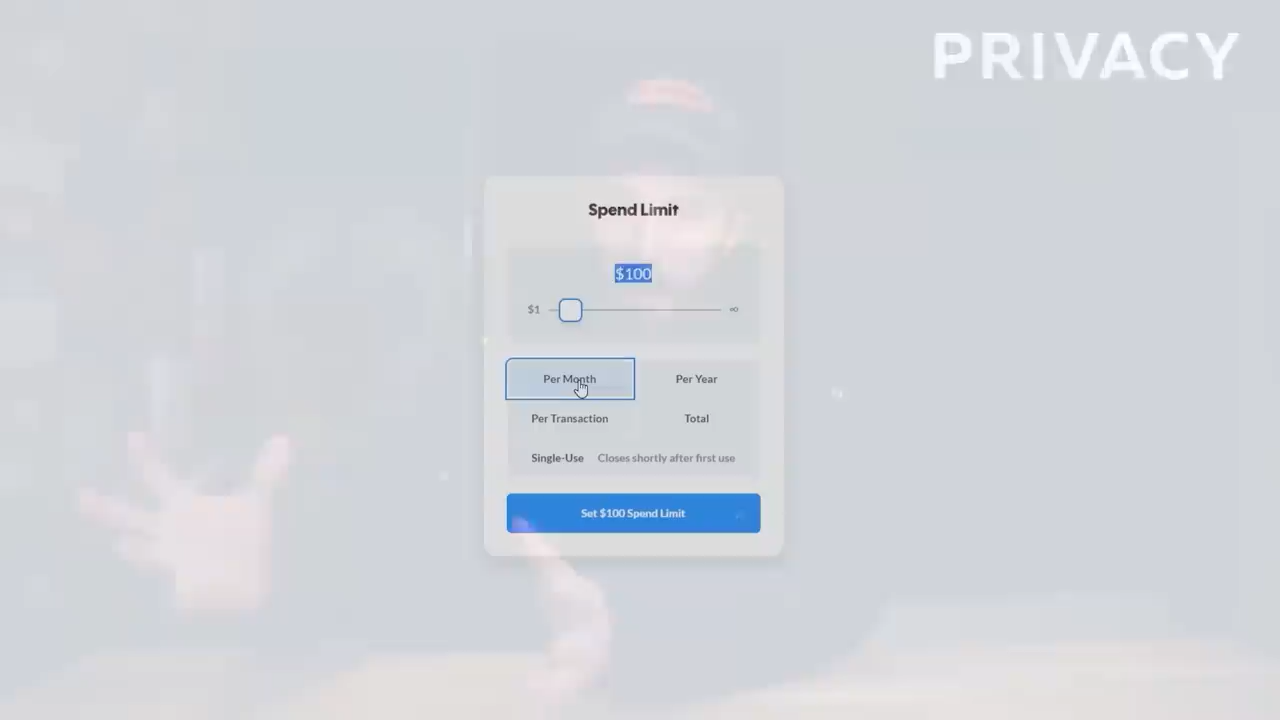 PRIVACY
Spend Limit
$100
$1 ∞
Per Month Per Year
Per Transaction Total
Single-Use Closes shortly after first use
Set $100 Spend Limit